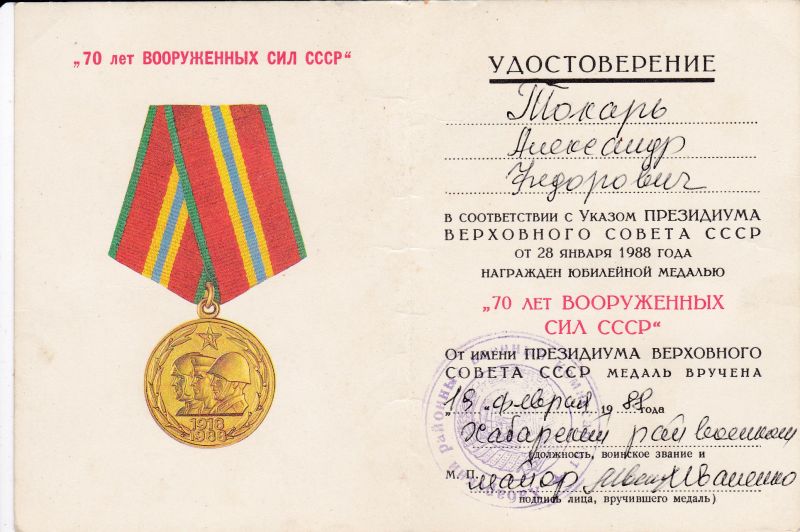 „70 лет ВООРУЖЕННЫХ СИЛ СССР“
1918
1988
УДОСТОВЕРЕНИЕ
Токарь
Александр
Федорович
В СООТВЕТСТВИИ С УКАЗОМ ПРЕЗИДИУМА
ВЕРХОВНОГО СОВЕТА СССР
ОТ 28 ЯНВАРЯ 1988 ГОДА
НАГРАЖДЕН ЮБИЛЕЙНОЙ МЕДАЛЬЮ
„70 ЛЕТ ВООРУЖЕННЫХ
СИЛ СССР“
ОТ ИМЕНИ ПРЕЗИДИУМА ВЕРХОВНОГО
СОВЕТА СССР МЕДАЛЬ ВРУЧЕНА
февраля 1988 года
Хабарский райвоенком
(должность, воинское звание и
М. П. майор Иваненко
подпись лица, вручившего медаль)